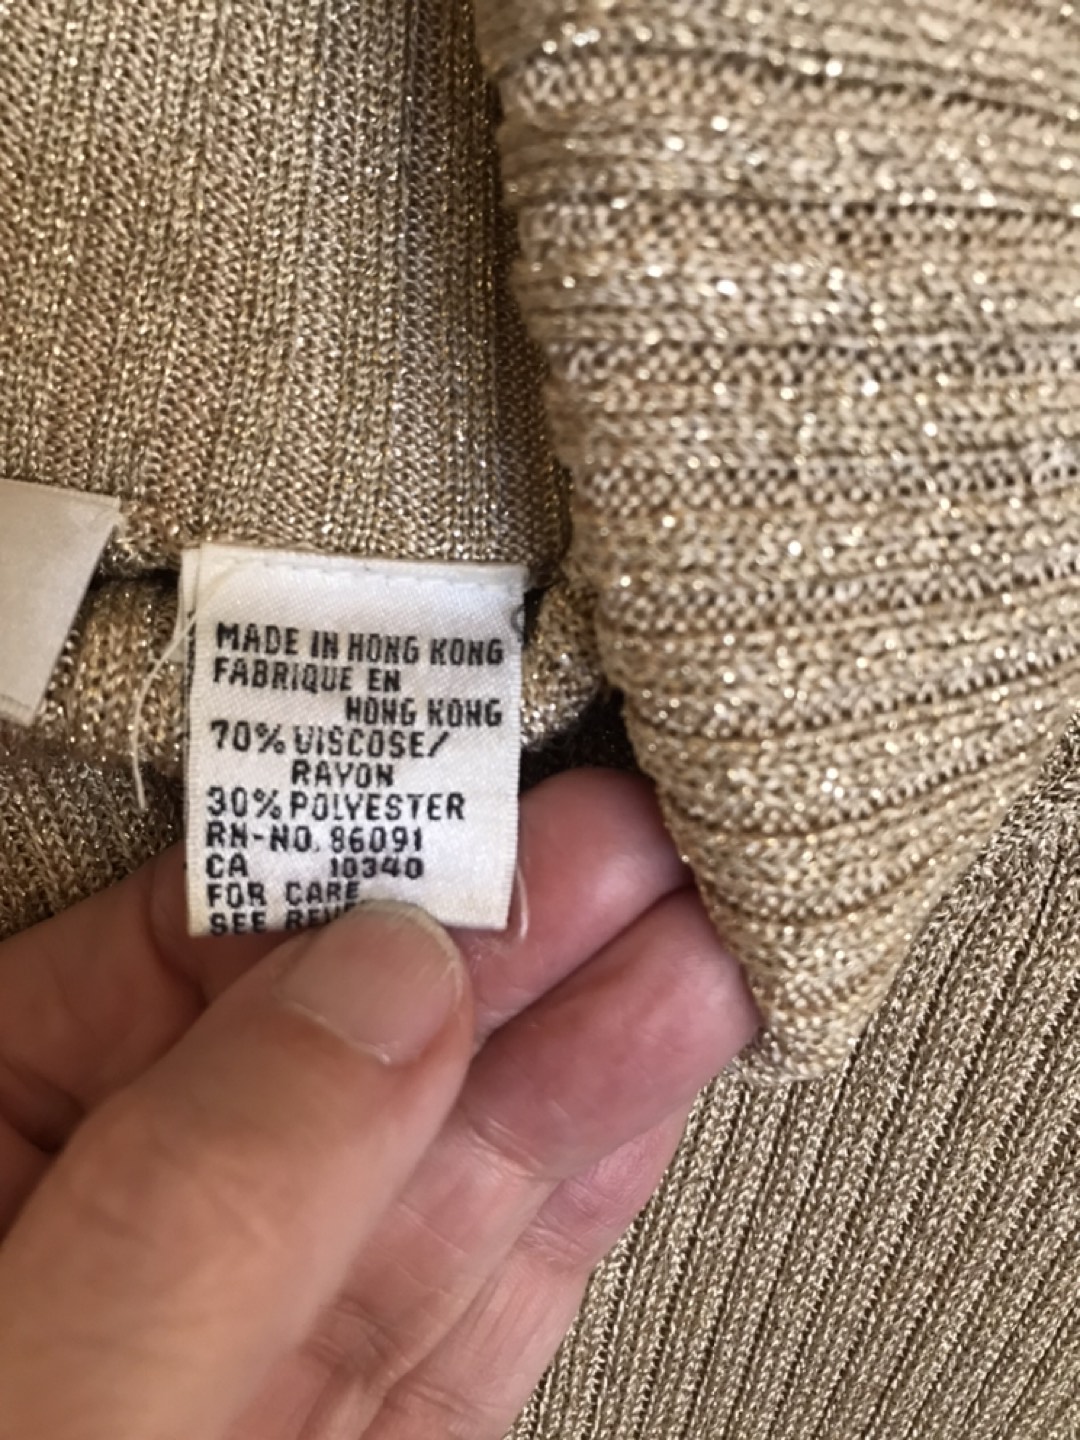 MADE IN HONG KONG
FABRIQUE EN
HONG KONG
70% VISCOSE/
RAYON
30% POLYESTER
RN-NO. 86091
CA 10340
FOR CARE
SEE